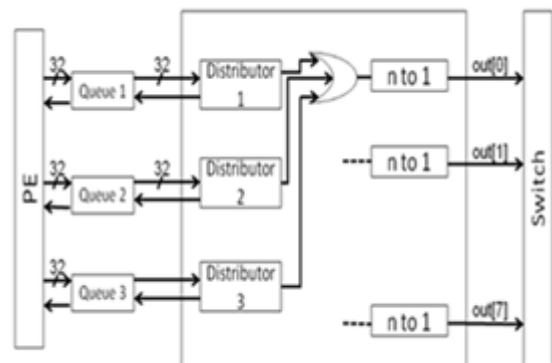 PE
32
Queue 1
32
Distributor
1
n to 1
out[0]
32
Queue 2
32
Distributor
2
n to 1
out[1]
32
Queue 3
Distributor
3
n to 1
out[7]
Switch